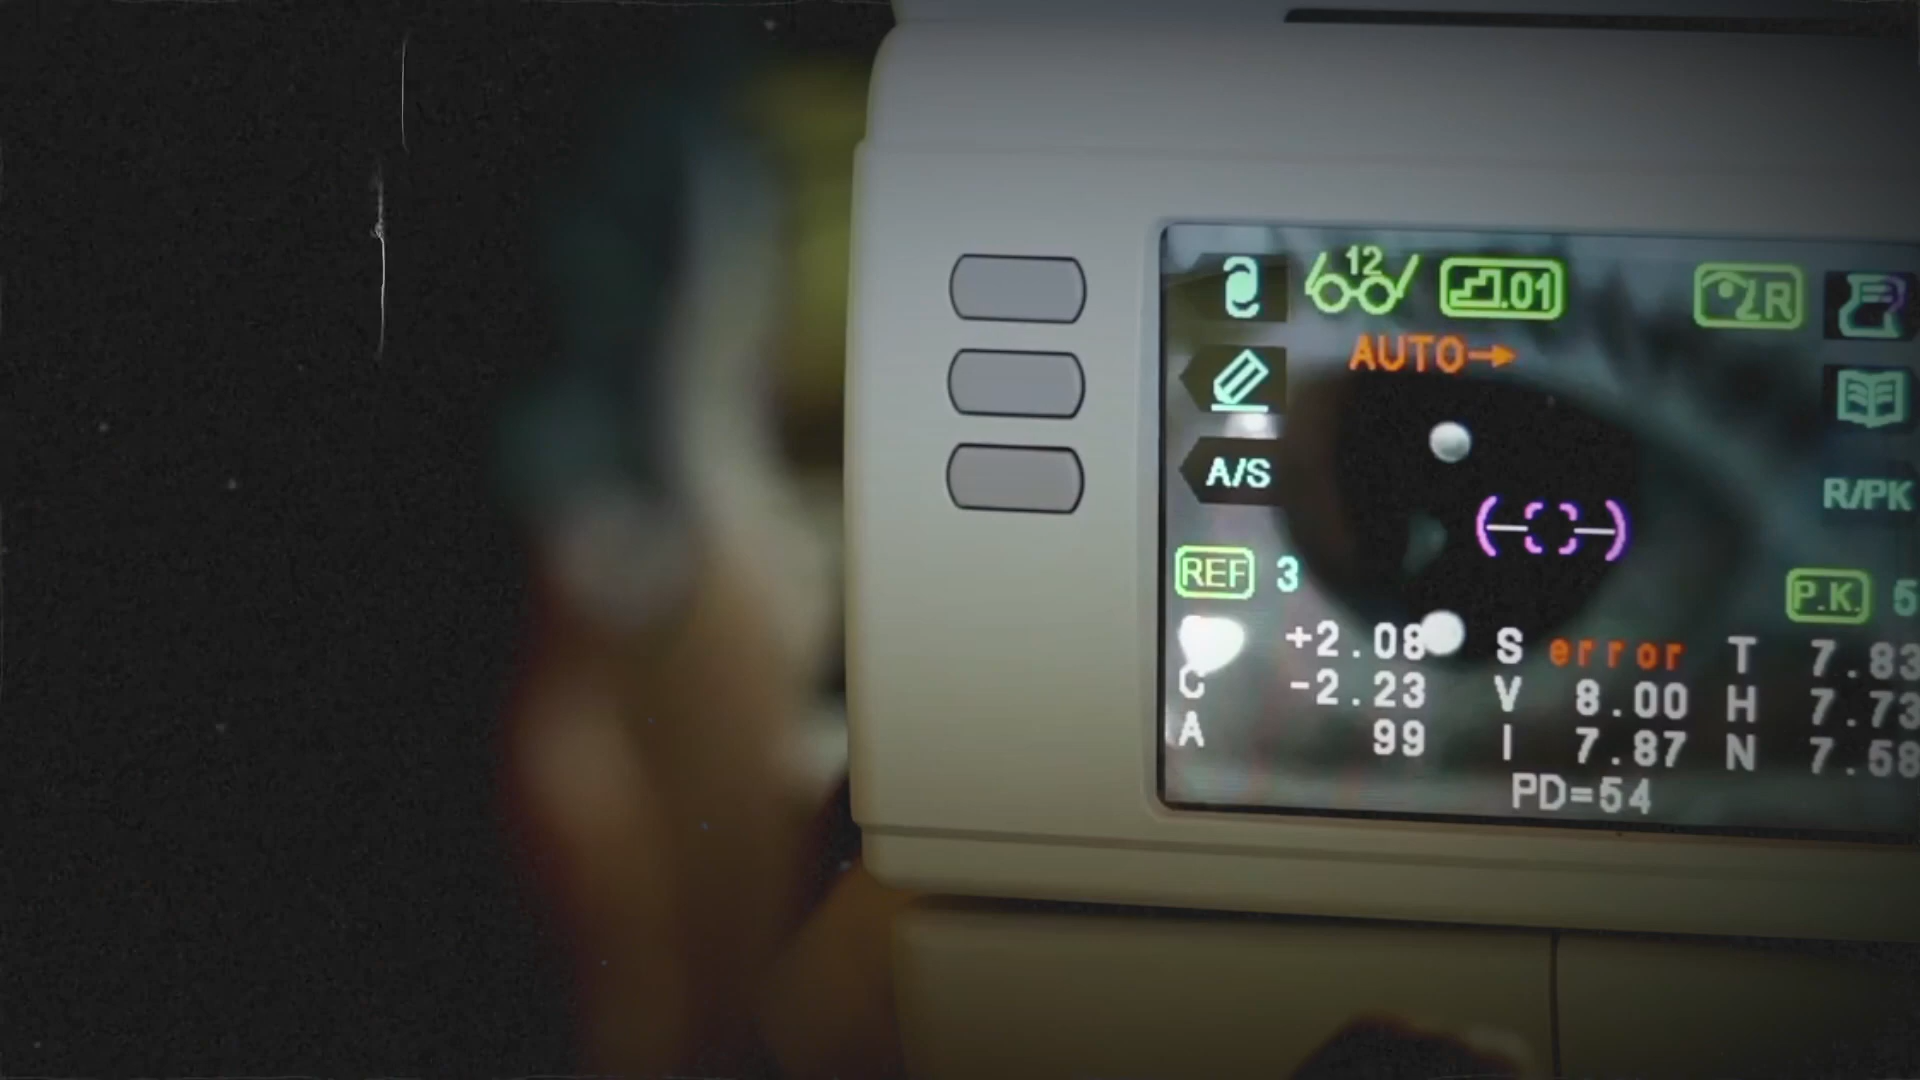 12 .01 LR
AUTO→
A/S R/PK
REF 3 P.K. 5
+2.08 S error T 7.83
C -2.23 V 8.00 H 7.73
A 99 I 7.87 N 7.58
PD=54